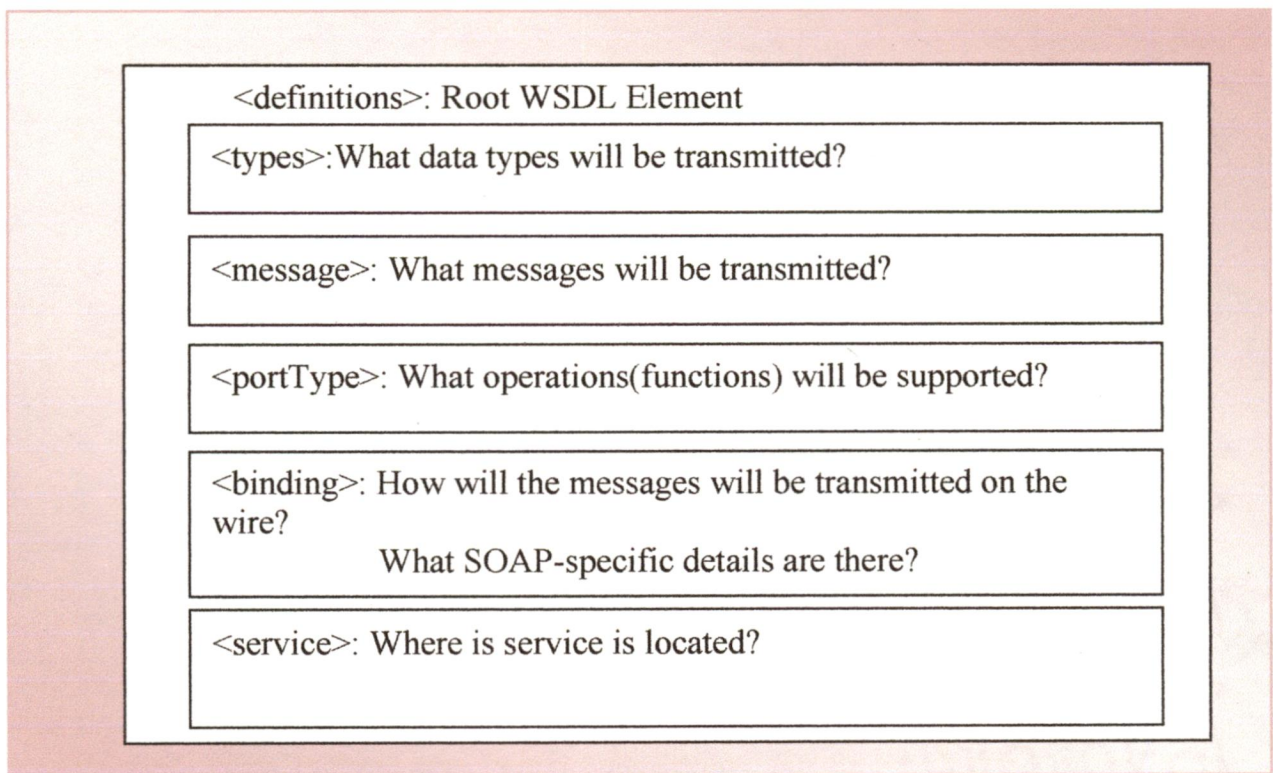 <definitions>: Root WSDL Element
<types>:What data types will be transmitted?
<message>: What messages will be transmitted?
<portType>: What operations(functions) will be supported?
<binding>: How will the messages will be transmitted on the
wire?
What SOAP-specific details are there?
<service>: Where is service is located?